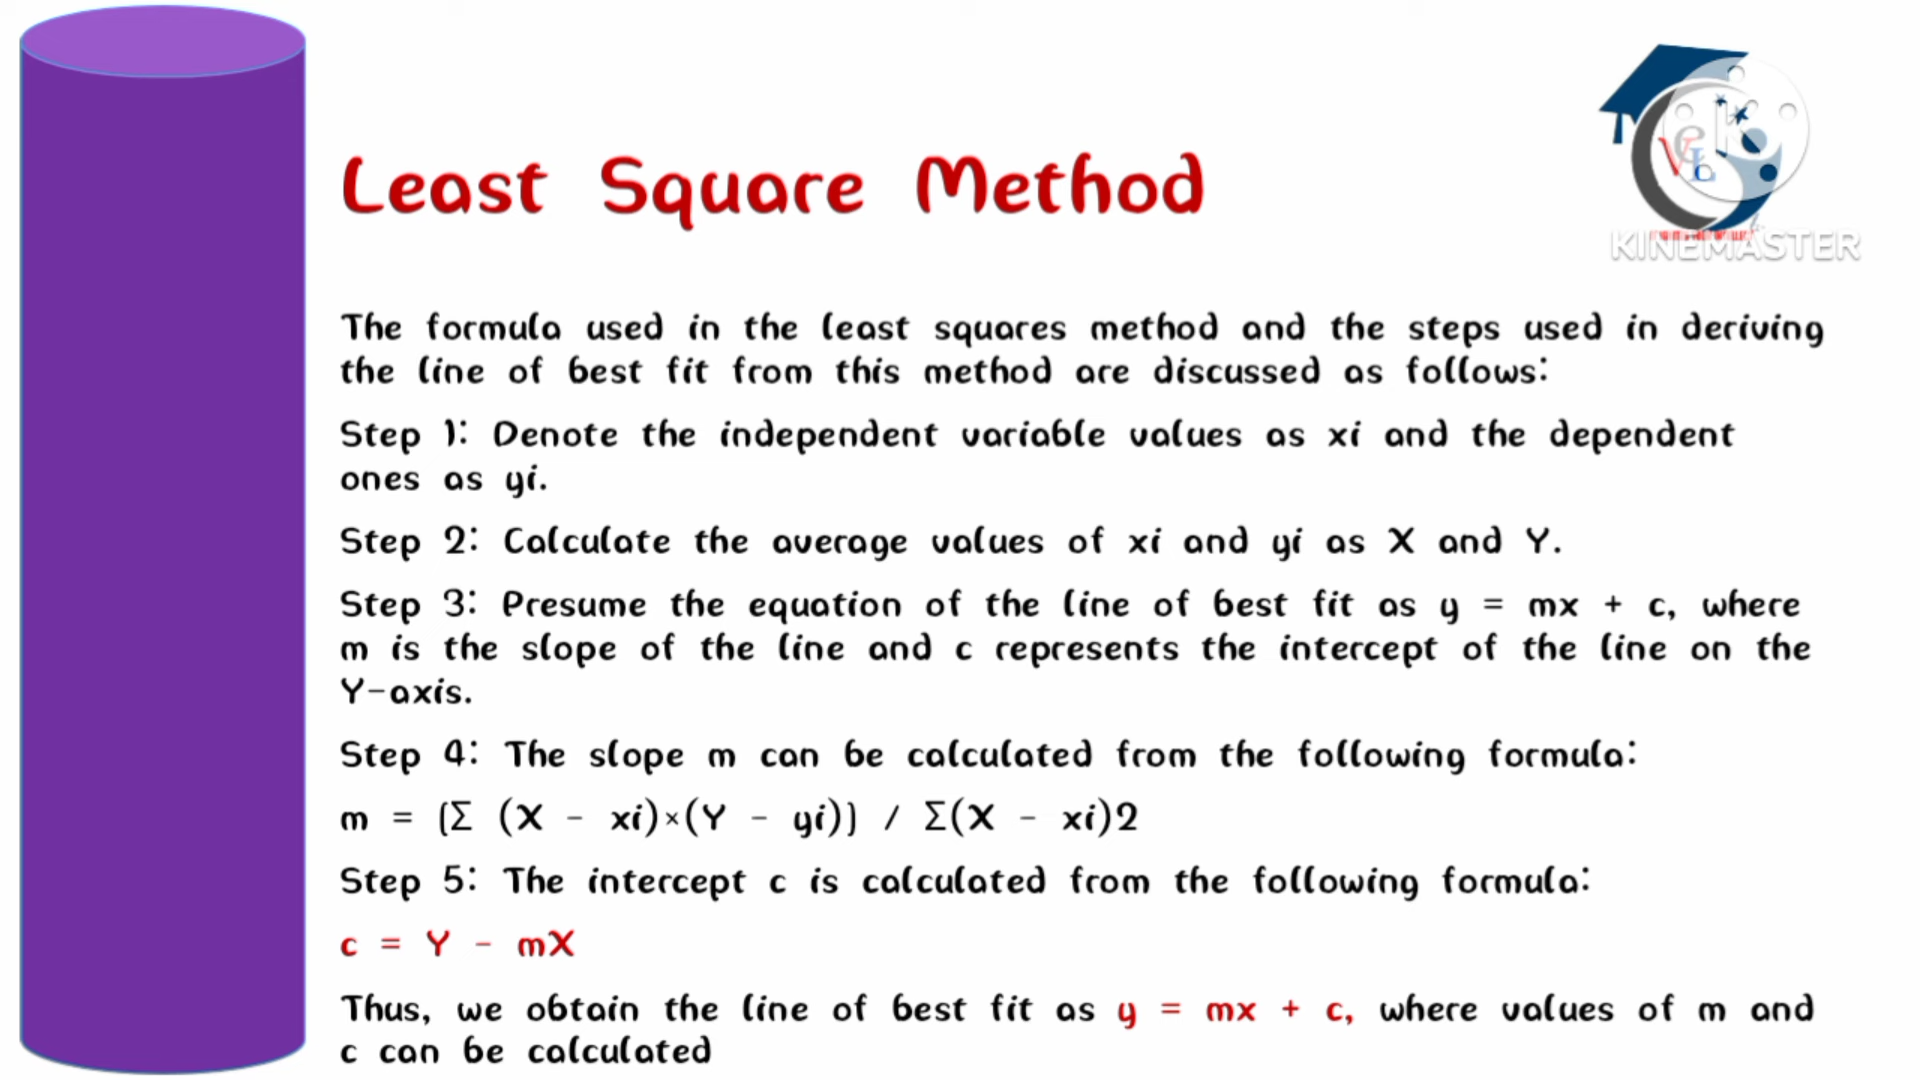 Least Square Method
KINEMASTER
The formula used in the least squares method and the steps used in deriving
the line of best fit from this method are discussed as follows:
Step 1: Denote the independent variable values as xi and the dependent
ones as yi.
Step 2: Calculate the average values of xi and yi as X and Y.
Step 3: Presume the equation of the line of best fit as y = mx + c, where
m is the slope of the line and c represents the intercept of the line on the
Y-axis.
Step 4: The slope m can be calculated from the following formula:
m = [Σ (X - xi)×(Y - yi)] / Σ(X - xi)2
Step 5: The intercept c is calculated from the following formula:
c = Y - mX
Thus, we obtain the line of best fit as y = mx + c, where values of m and
c can be calculated